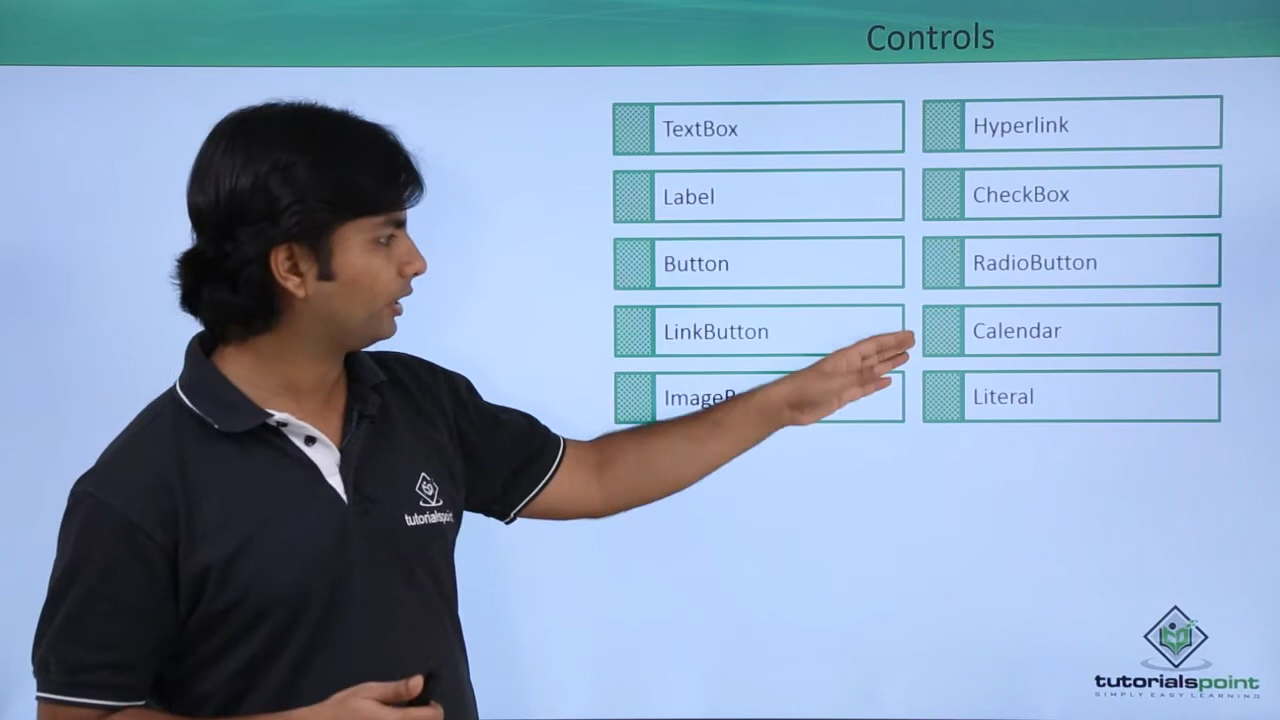 Controls
TextBox
Label
Button
LinkButton
Hyperlink
CheckBox
RadioButton
Calendar
Literal
tutorialspoint
tutorialspoint
SIMPLY EASY LEARNING